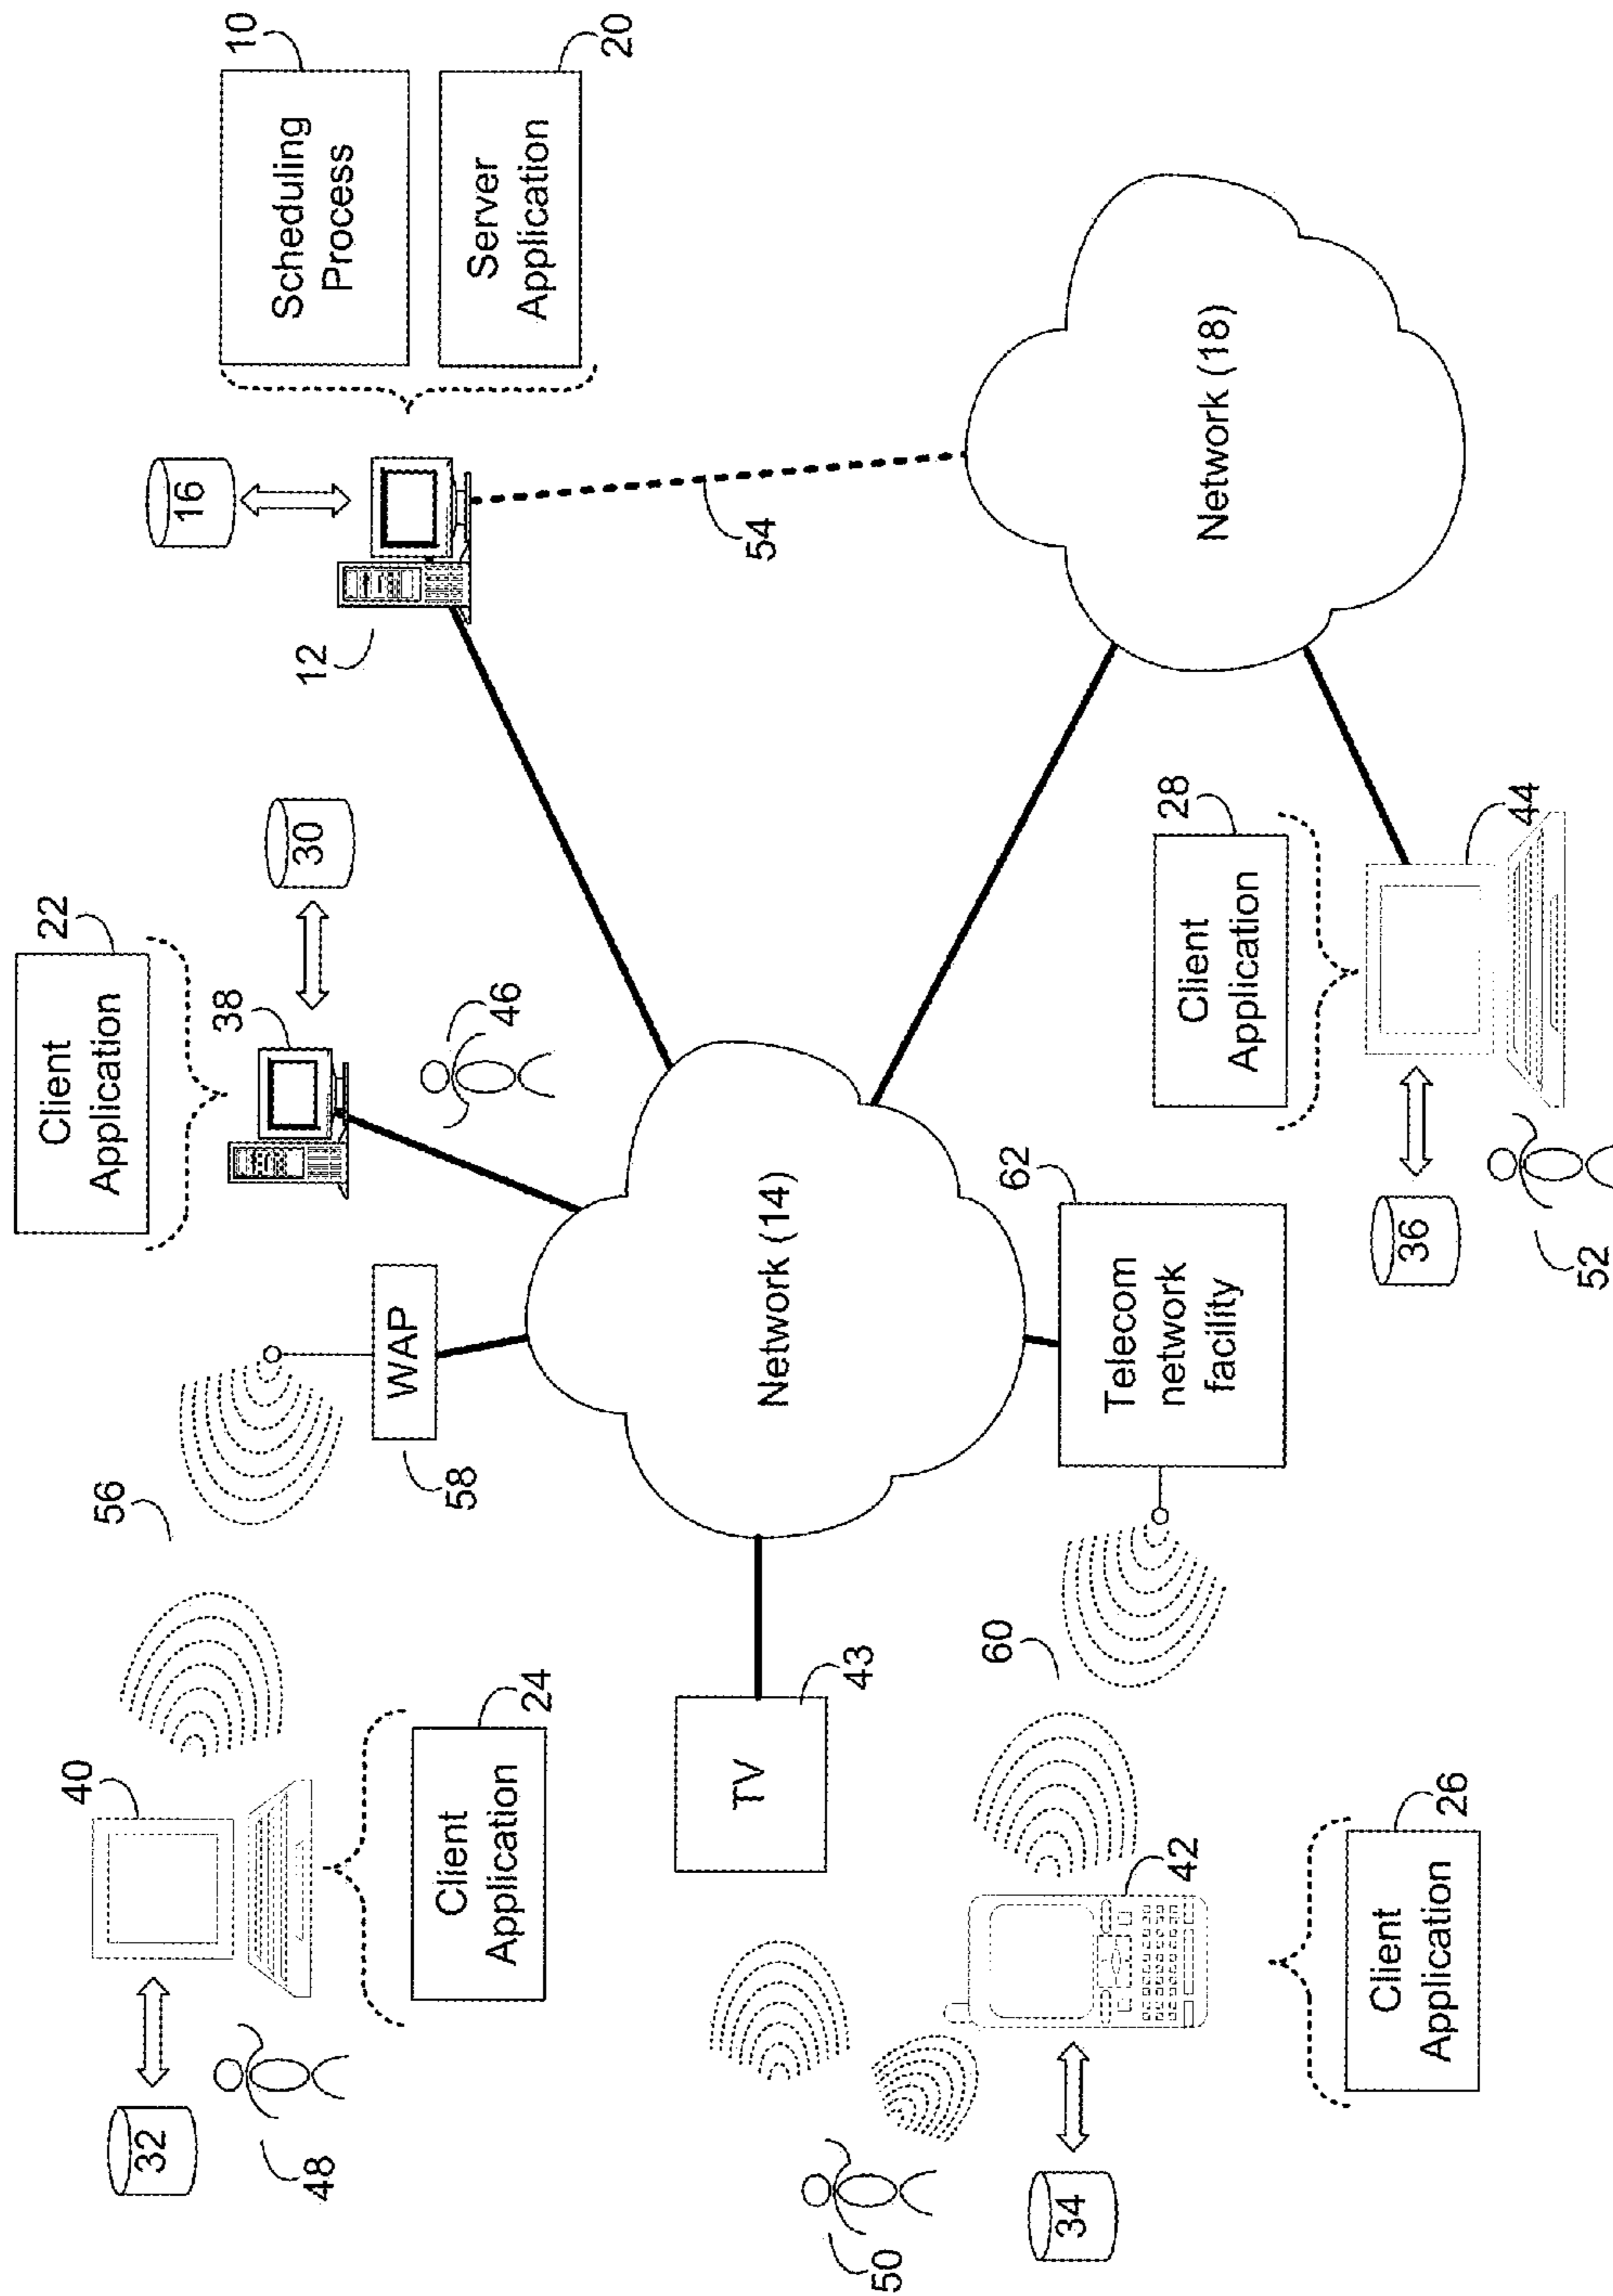 Client
Application
22
56
40
32
16
38
10
Scheduling
Process
48
30
12
WAP
58
Client
Application
24
46
Server
Application
20
TV
43
Network (14)
54
50
60
62
34
Telecom
network
facility
42
28
Client
Application
Network (18)
Client
Application
26
36
44
52